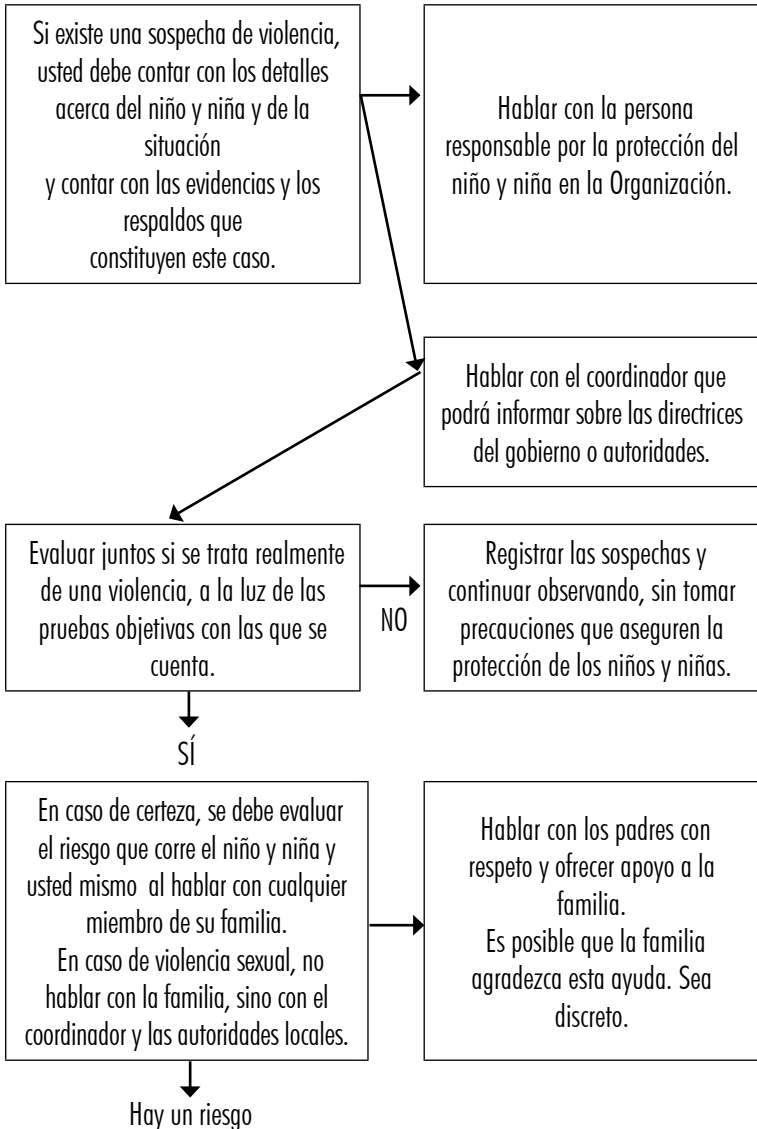 Si existe una sospecha de violencia,
usted debe contar con los detalles
acerca del niño y niña y de la
situación
y contar con las evidencias y los
respaldos que
constituyen este caso.
Hablar con la persona
responsable por la protección del
niño y niña en la Organización.
Hablar con el coordinador que
podrá informar sobre las directrices
del gobierno o autoridades.
Evaluar juntos si se trata realmente
de una violencia, a la luz de las
pruebas objetivas con las que se
cuenta.
NO
Registrar las sospechas y
continuar observando, sin tomar
precauciones que aseguren la
protección de los niños y niñas.
SÍ
En caso de certeza, se debe evaluar
el riesgo que corre el niño y niña y
usted mismo al hablar con cualquier
miembro de su familia.
En caso de violencia sexual, no
hablar con la familia, sino con el
coordinador y las autoridades locales.
Hablar con los padres con
respeto y ofrecer apoyo a la
familia.
Es posible que la familia
agradezca esta ayuda. Sea
discreto.
Hay un riesgo